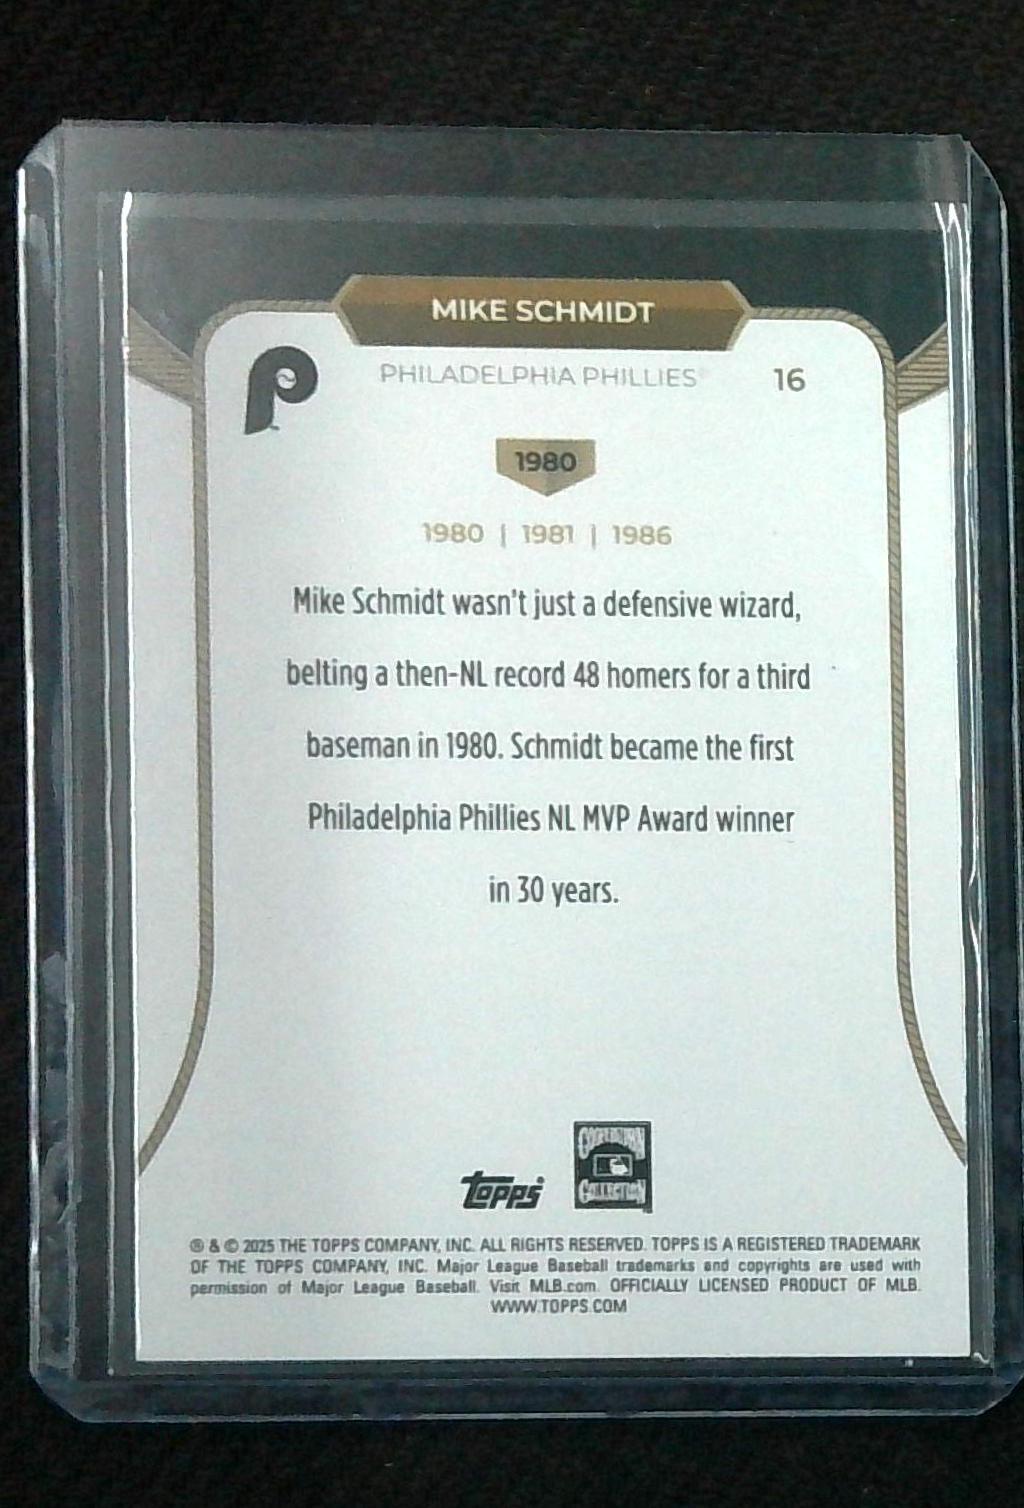 MIKE SCHMIDT
PHILADELPHIA PHILLIES
16
1980
1980 | 1981 | 1986
Mike Schmidt wasn't just a defensive wizard,
belting a then-NL record 48 homers for a third
baseman in 1980. Schmidt became the first
Philadelphia Phillies NL MVP Award winner
in 30 years.
topps
COOPERSTOWN
COLLECTION
® & © 2025 THE TOPPS COMPANY, INC. ALL RIGHTS RESERVED. TOPPS IS A REGISTERED TRADEMARK
OF THE TOPPS COMPANY, INC. Major League Baseball trademarks and copyrights are used with
permission of Major League Baseball. Visit MLB.com. OFFICIALLY LICENSED PRODUCT OF MLB.
WWW.TOPPS.COM